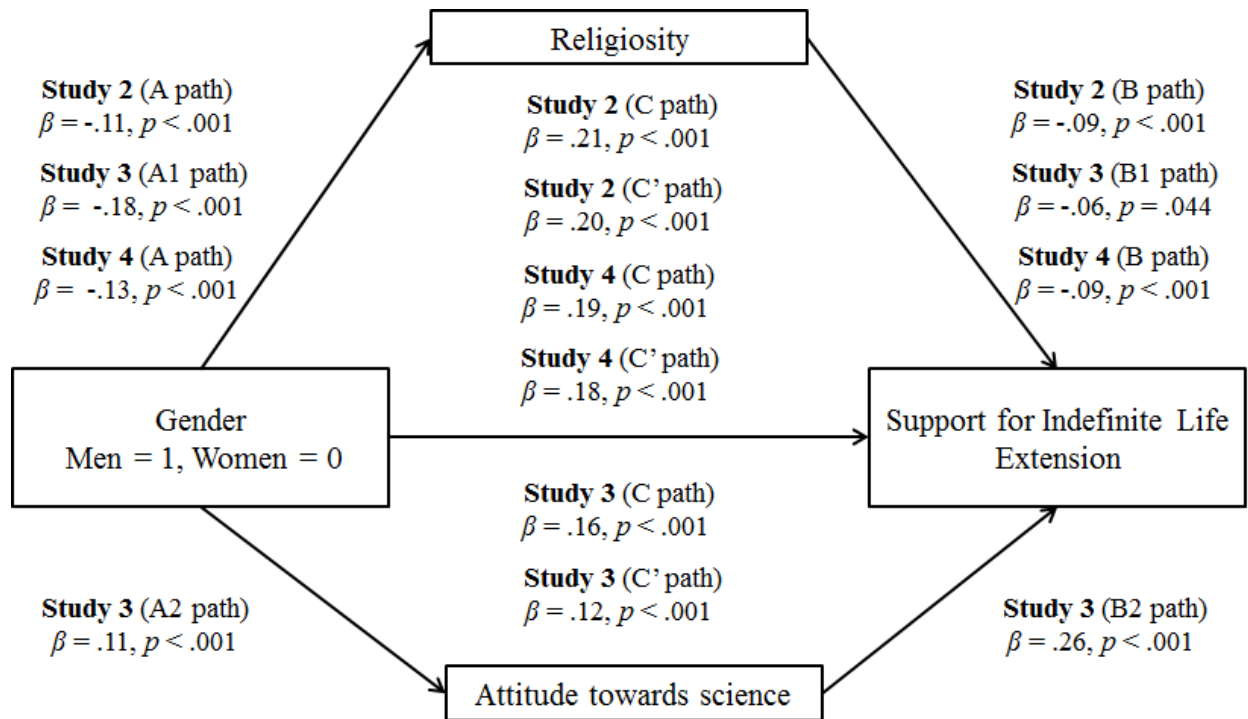 Religiosity
Study 2 (A path)
β = -.11, p < .001
Study 3 (A1 path)
β = -.18, p < .001
Study 4 (A path)
β = -.13, p < .001
Study 2 (C path)
β = .21, p < .001
Study 2 (C’ path)
β = .20, p < .001
Study 4 (C path)
β = .19, p < .001
Study 4 (C’ path)
β = .18, p < .001
Study 2 (B path)
β = -.09, p < .001
Study 3 (B1 path)
β = -.06, p = .044
Study 4 (B path)
β = -.09, p < .001
Gender
Men = 1, Women = 0
Support for Indefinite Life
Extension
Study 3 (C path)
β = .16, p < .001
Study 3 (C’ path)
β = .12, p < .001
Study 3 (A2 path)
β = .11, p < .001
Study 3 (B2 path)
β = .26, p < .001
Attitude towards science